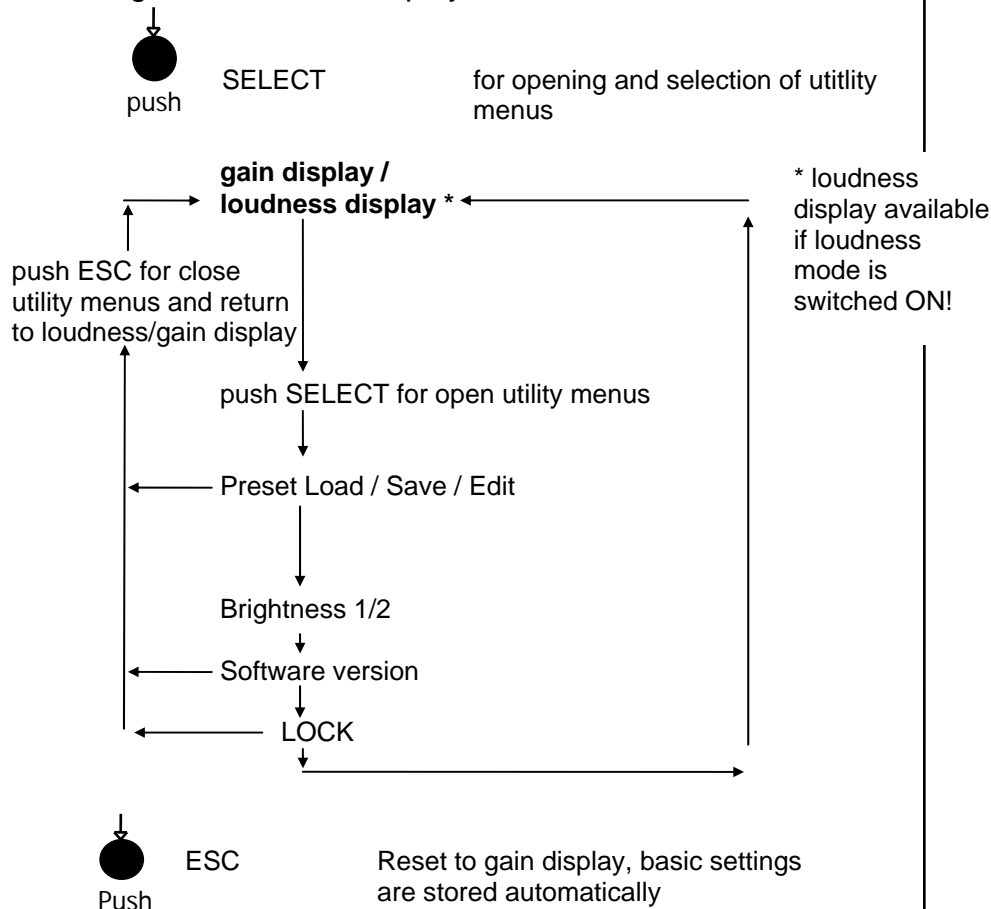 push
SELECT
for opening and selection of utitlity
menus
gain display /
loudness display *
* loudness
display available
if loudness
mode is
switched ON!
push ESC for close
utility menus and return
to loudness/gain display
push SELECT for open utility menus
Preset Load / Save / Edit
Brightness 1/2
Software version
LOCK
Push
ESC
Reset to gain display, basic settings
are stored automatically